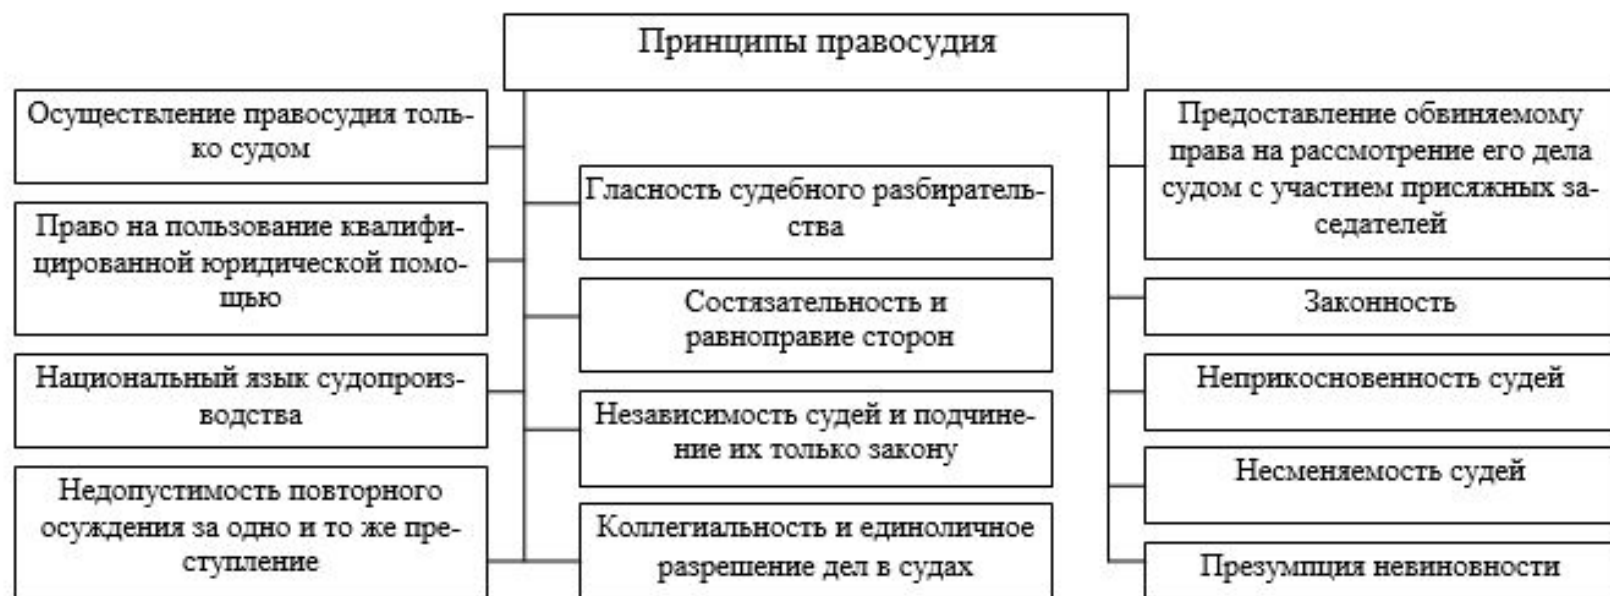 Принципы правосудия
Осуществление правосудия толь-
ко судом
Право на пользование квалифи-
цированной юридической помо-
щью
Национальный язык судопроиз-
водства
Недопустимость повторного
осуждения за одно и то же пре-
ступление
Гласность судебного разбиратель-
ства
Состязательность и
равноправие сторон
Независимость судей и подчине-
ние их только закону
Коллегиальность и единоличное
разрешение дел в судах
Предоставление обвиняемому
права на рассмотрение его дела
судом с участием присяжных за-
седателей
Законность
Неприкосновенность судей
Несменяемость судей
Презумпция невиновности